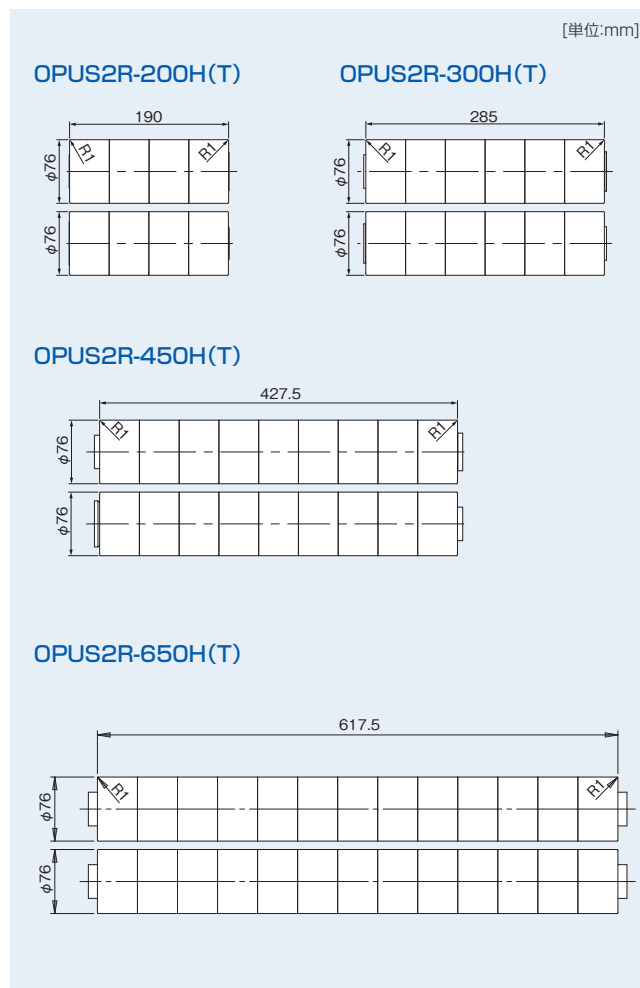 [単位:mm]
OPUS2R-200H(T)
OPUS2R-300H(T)
190
R1
R1
φ76
φ76
285
R1
R1
φ76
φ76
OPUS2R-450H(T)
427.5
R1
R1
φ76
φ76
OPUS2R-650H(T)
617.5
R1
R1
φ76
φ76